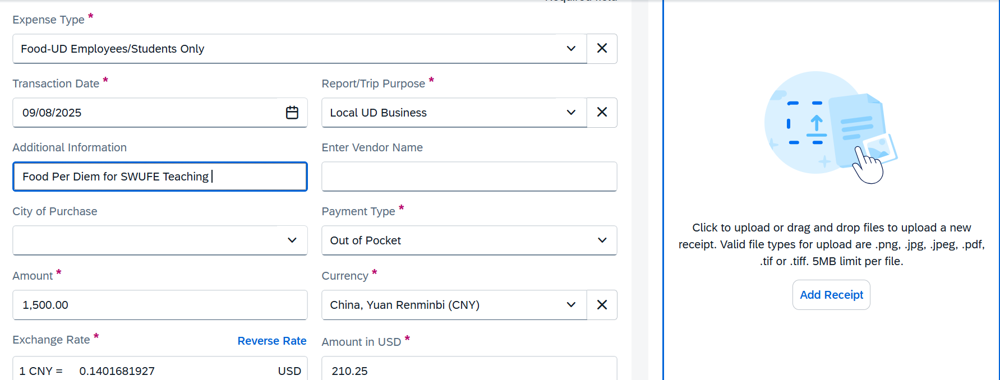 Required field
Expense Type *
Food-UD Employees/Students Only
Transaction Date *
Report/Trip Purpose *
09/08/2025
Local UD Business
Additional Information
Enter Vendor Name
Food Per Diem for SWUFE Teaching
City of Purchase
Payment Type *
Out of Pocket
Amount *
Currency *
1,500.00
China, Yuan Renminbi (CNY)
Exchange Rate *
Reverse Rate
Amount in USD *
1 CNY = 0.1401681927 USD
210.25
Click to upload or drag and drop files to upload a new
receipt. Valid file types for upload are .png, .jpg, .jpeg, .pdf,
.tif or .tiff. 5MB limit per file.
Add Receipt